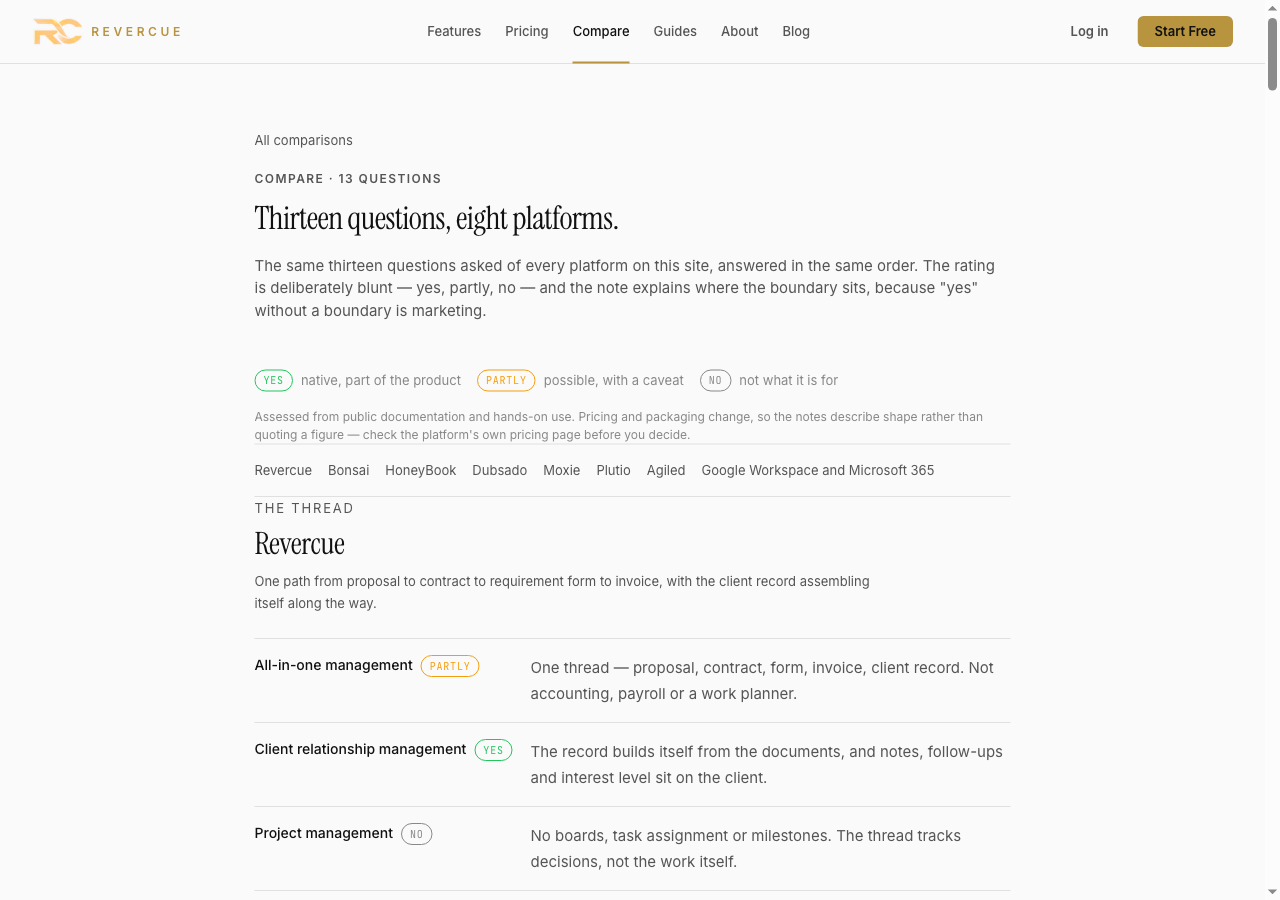 REVERCUE
Features Pricing Compare Guides About Blog
Log in Start Free
All comparisons
COMPARE · 13 QUESTIONS
Thirteen questions, eight platforms.
The same thirteen questions asked of every platform on this site, answered in the same order. The rating
is deliberately blunt — yes, partly, no — and the note explains where the boundary sits, because "yes"
without a boundary is marketing.
YES native, part of the product PARTLY possible, with a caveat NO not what it is for
Assessed from public documentation and hands-on use. Pricing and packaging change, so the notes describe shape rather than
quoting a figure — check the platform's own pricing page before you decide.
Revercue Bonsai HoneyBook Dubsado Moxie Plutio Agiled Google Workspace and Microsoft 365
THE THREAD
Revercue
One path from proposal to contract to requirement form to invoice, with the client record assembling
itself along the way.
All-in-one management PARTLY
One thread — proposal, contract, form, invoice, client record. Not
accounting, payroll or a work planner.
Client relationship management YES
The record builds itself from the documents, and notes, follow-ups
and interest level sit on the client.
Project management NO
No boards, task assignment or milestones. The thread tracks
decisions, not the work itself.